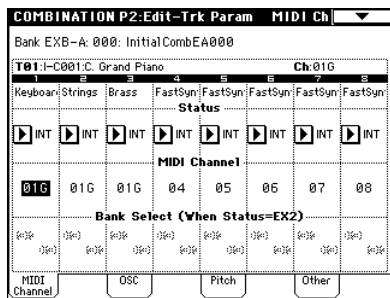 COMBINATION P2:Edit-Trk Param MIDI Ch
Bank EXB-A: 000: InitialCombEA000
T01:I-C001:C. Grand Piano Ch:01G
1 2 3 4 5 6 7 8
Keyboar Strings Brass FastSyn FastSyn FastSyn FastSyn FastSyn
Status
INT INT INT INT INT INT INT INT
MIDI Channel
01G 01G 01G 04 05 06 07 08
Bank Select (When Status=EX2)
MIDI Channel OSC Pitch Other